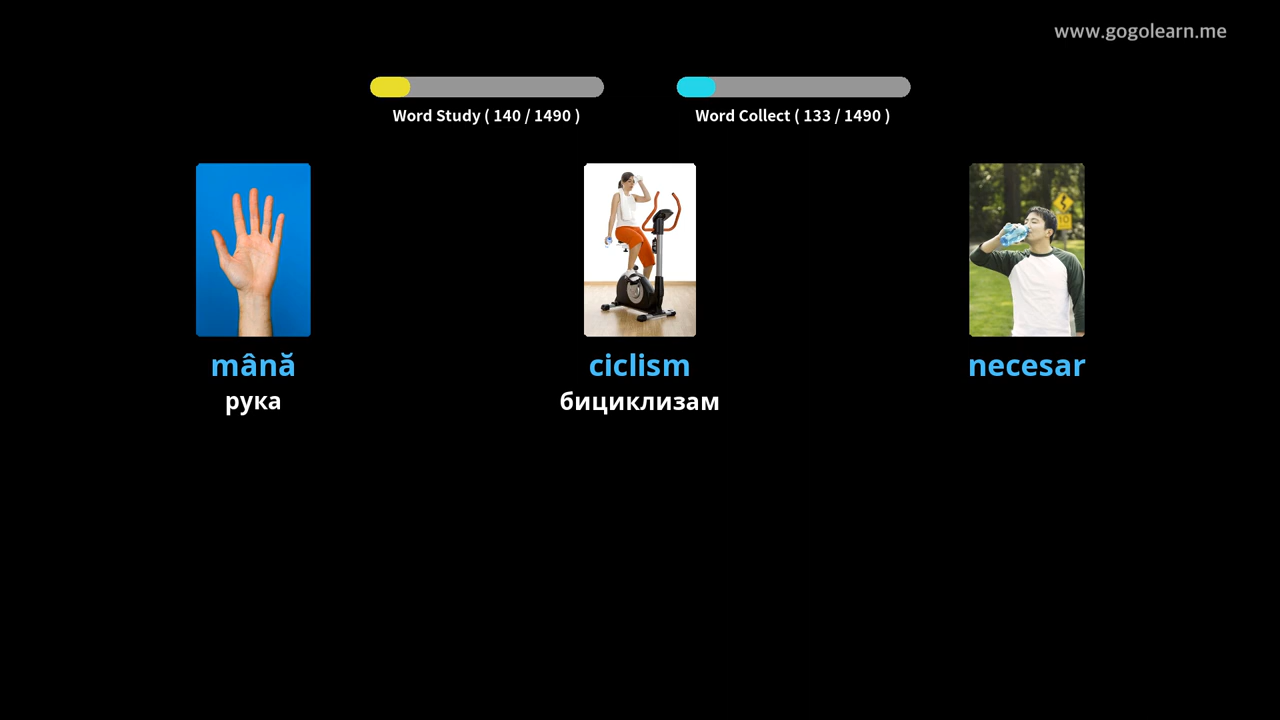 www.gogolearn.me
Word Study ( 140 / 1490 )
Word Collect ( 133 / 1490 )
mână
рука
ciclism
бициклизам
necesar